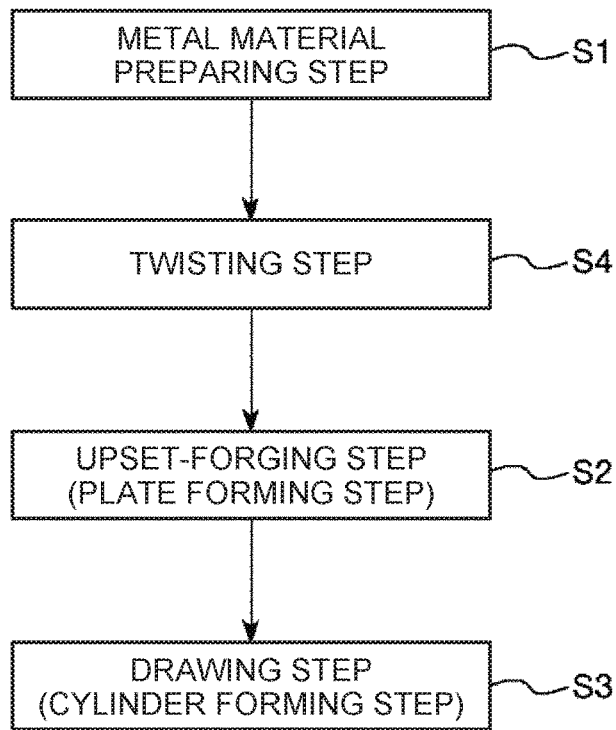 METAL MATERIAL
PREPARING STEP
S1
TWISTING STEP
S4
UPSET-FORGING STEP
(PLATE FORMING STEP)
S2
DRAWING STEP
(CYLINDER FORMING STEP)
S3